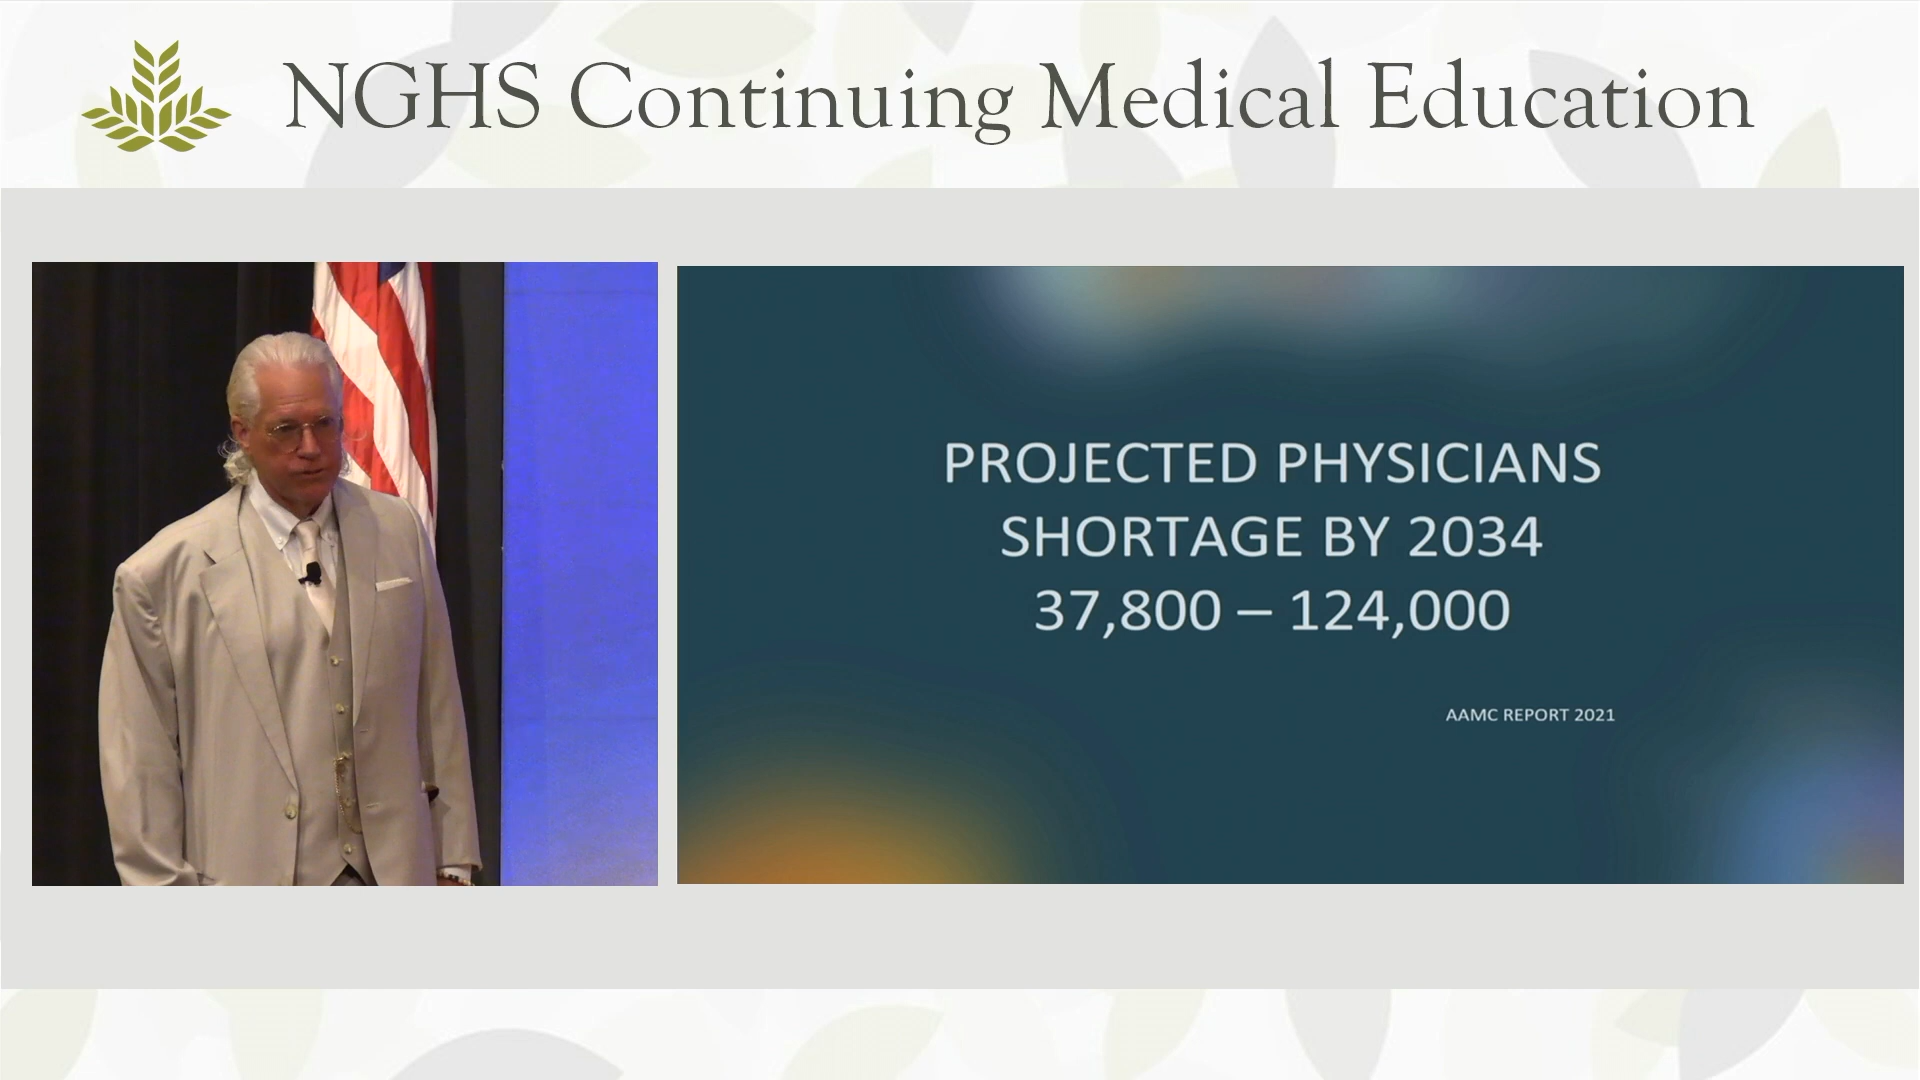 NGHS Continuing Medical Education
PROJECTED PHYSICIANS
SHORTAGE BY 2034
37,800 – 124,000
AAMC REPORT 2021